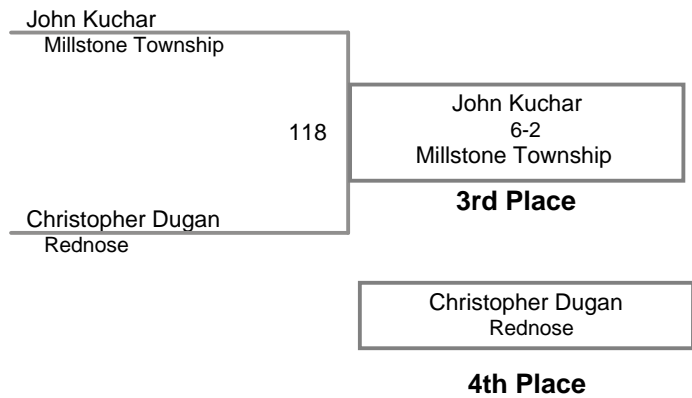 John Kuchar
Millstone Township
118
John Kuchar
6-2
Millstone Township
3rd Place
Christopher Dugan
Rednose
Christopher Dugan
Rednose
4th Place